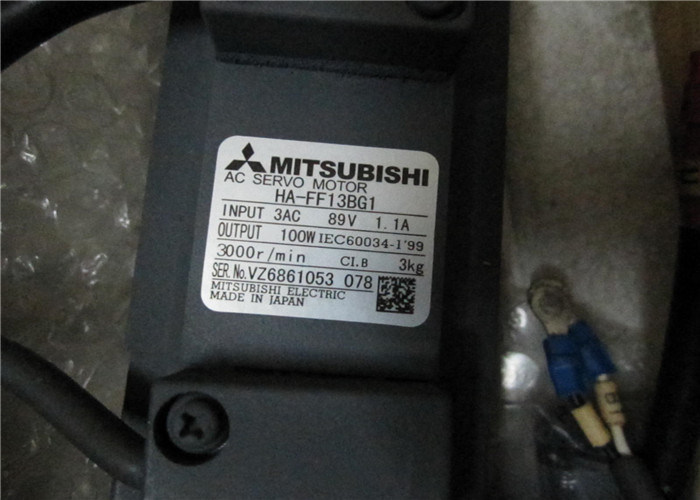 MITSUBISHI
AC SERVO MOTOR
HA-FF13BG1
INPUT 3AC 89V 1.1A
OUTPUT 100W IEC60034-1'99
3000r/min CI.B 3kg
SER.No.VZ6861053 078
MITSUBISHI ELECTRIC
MADE IN JAPAN